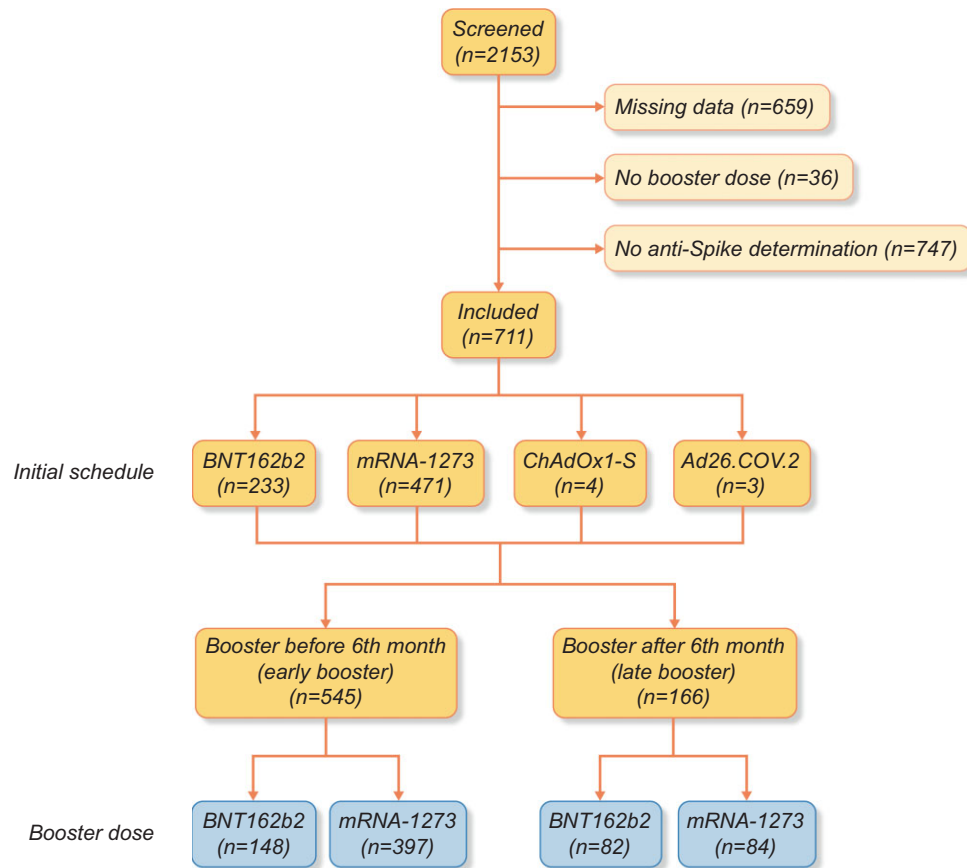 Screened
(n=2153)
Missing data (n=659)
No booster dose (n=36)
No anti-Spike determination (n=747)
Included
(n=711)
Initial schedule
BNT162b2
(n=233)
mRNA-1273
(n=471)
ChAdOx1-S
(n=4)
Ad26.COV.2
(n=3)
Booster before 6th month
(early booster)
(n=545)
Booster after 6th month
(late booster)
(n=166)
Booster dose
BNT162b2
(n=148)
mRNA-1273
(n=397)
BNT162b2
(n=82)
mRNA-1273
(n=84)